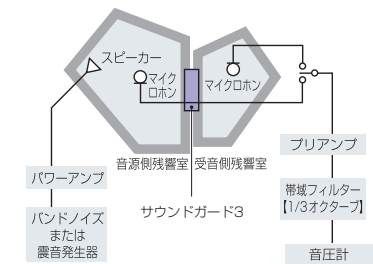 スピーカー
マイク
ロホン
マイクロホン
音源側残響室
受音側残響室
パワーアンプ
バンドノイズ
または
震音発生器
サウンドガード3
プリアンプ
帯域フィルター
【1/3オクターブ】
音圧計